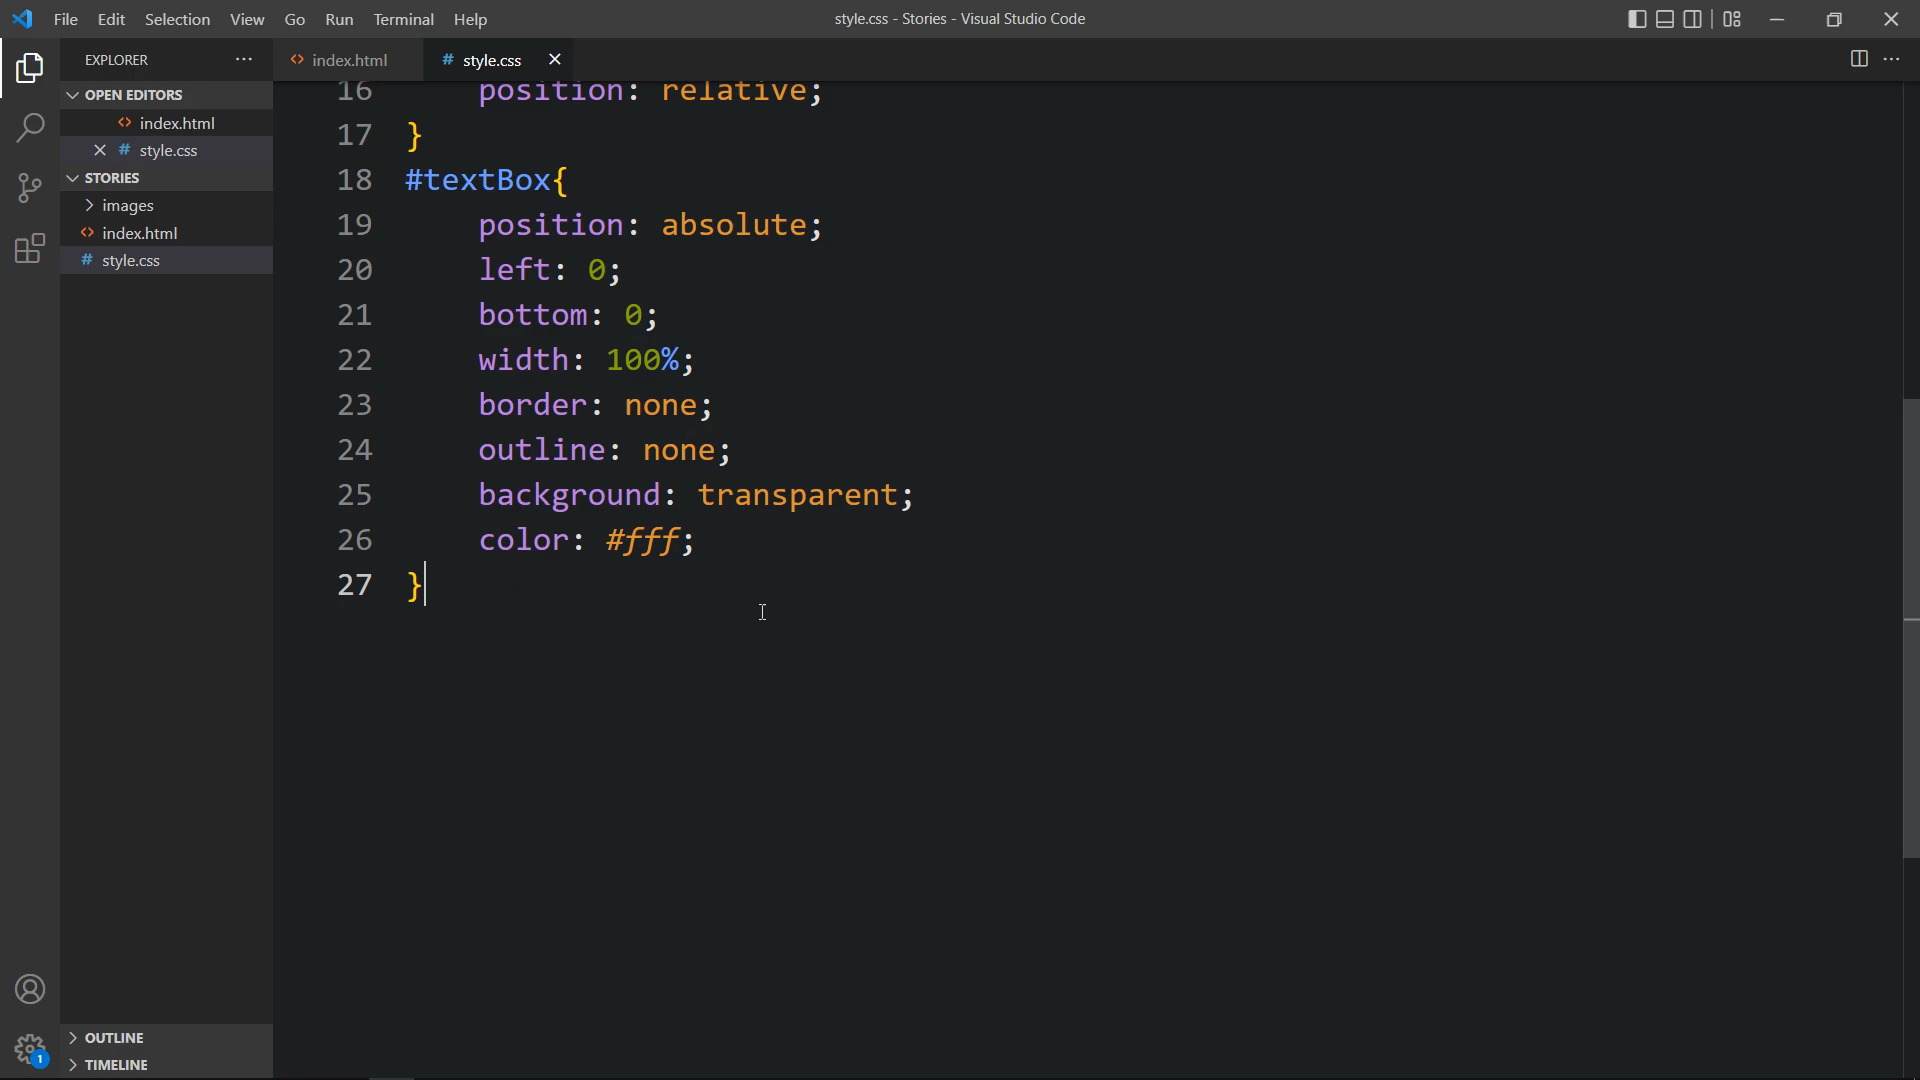 File Edit Selection View Go Run Terminal Help
style.css - Stories - Visual Studio Code
EXPLORER
OPEN EDITORS
index.html
style.css
STORIES
images
index.html
style.css
OUTLINE
TIMELINE
1
index.html
style.css
16 position: relative;
17 }
18 #textBox{
19 position: absolute;
20 left: 0;
21 bottom: 0;
22 width: 100%;
23 border: none;
24 outline: none;
25 background: transparent;
26 color: #fff;
27 }